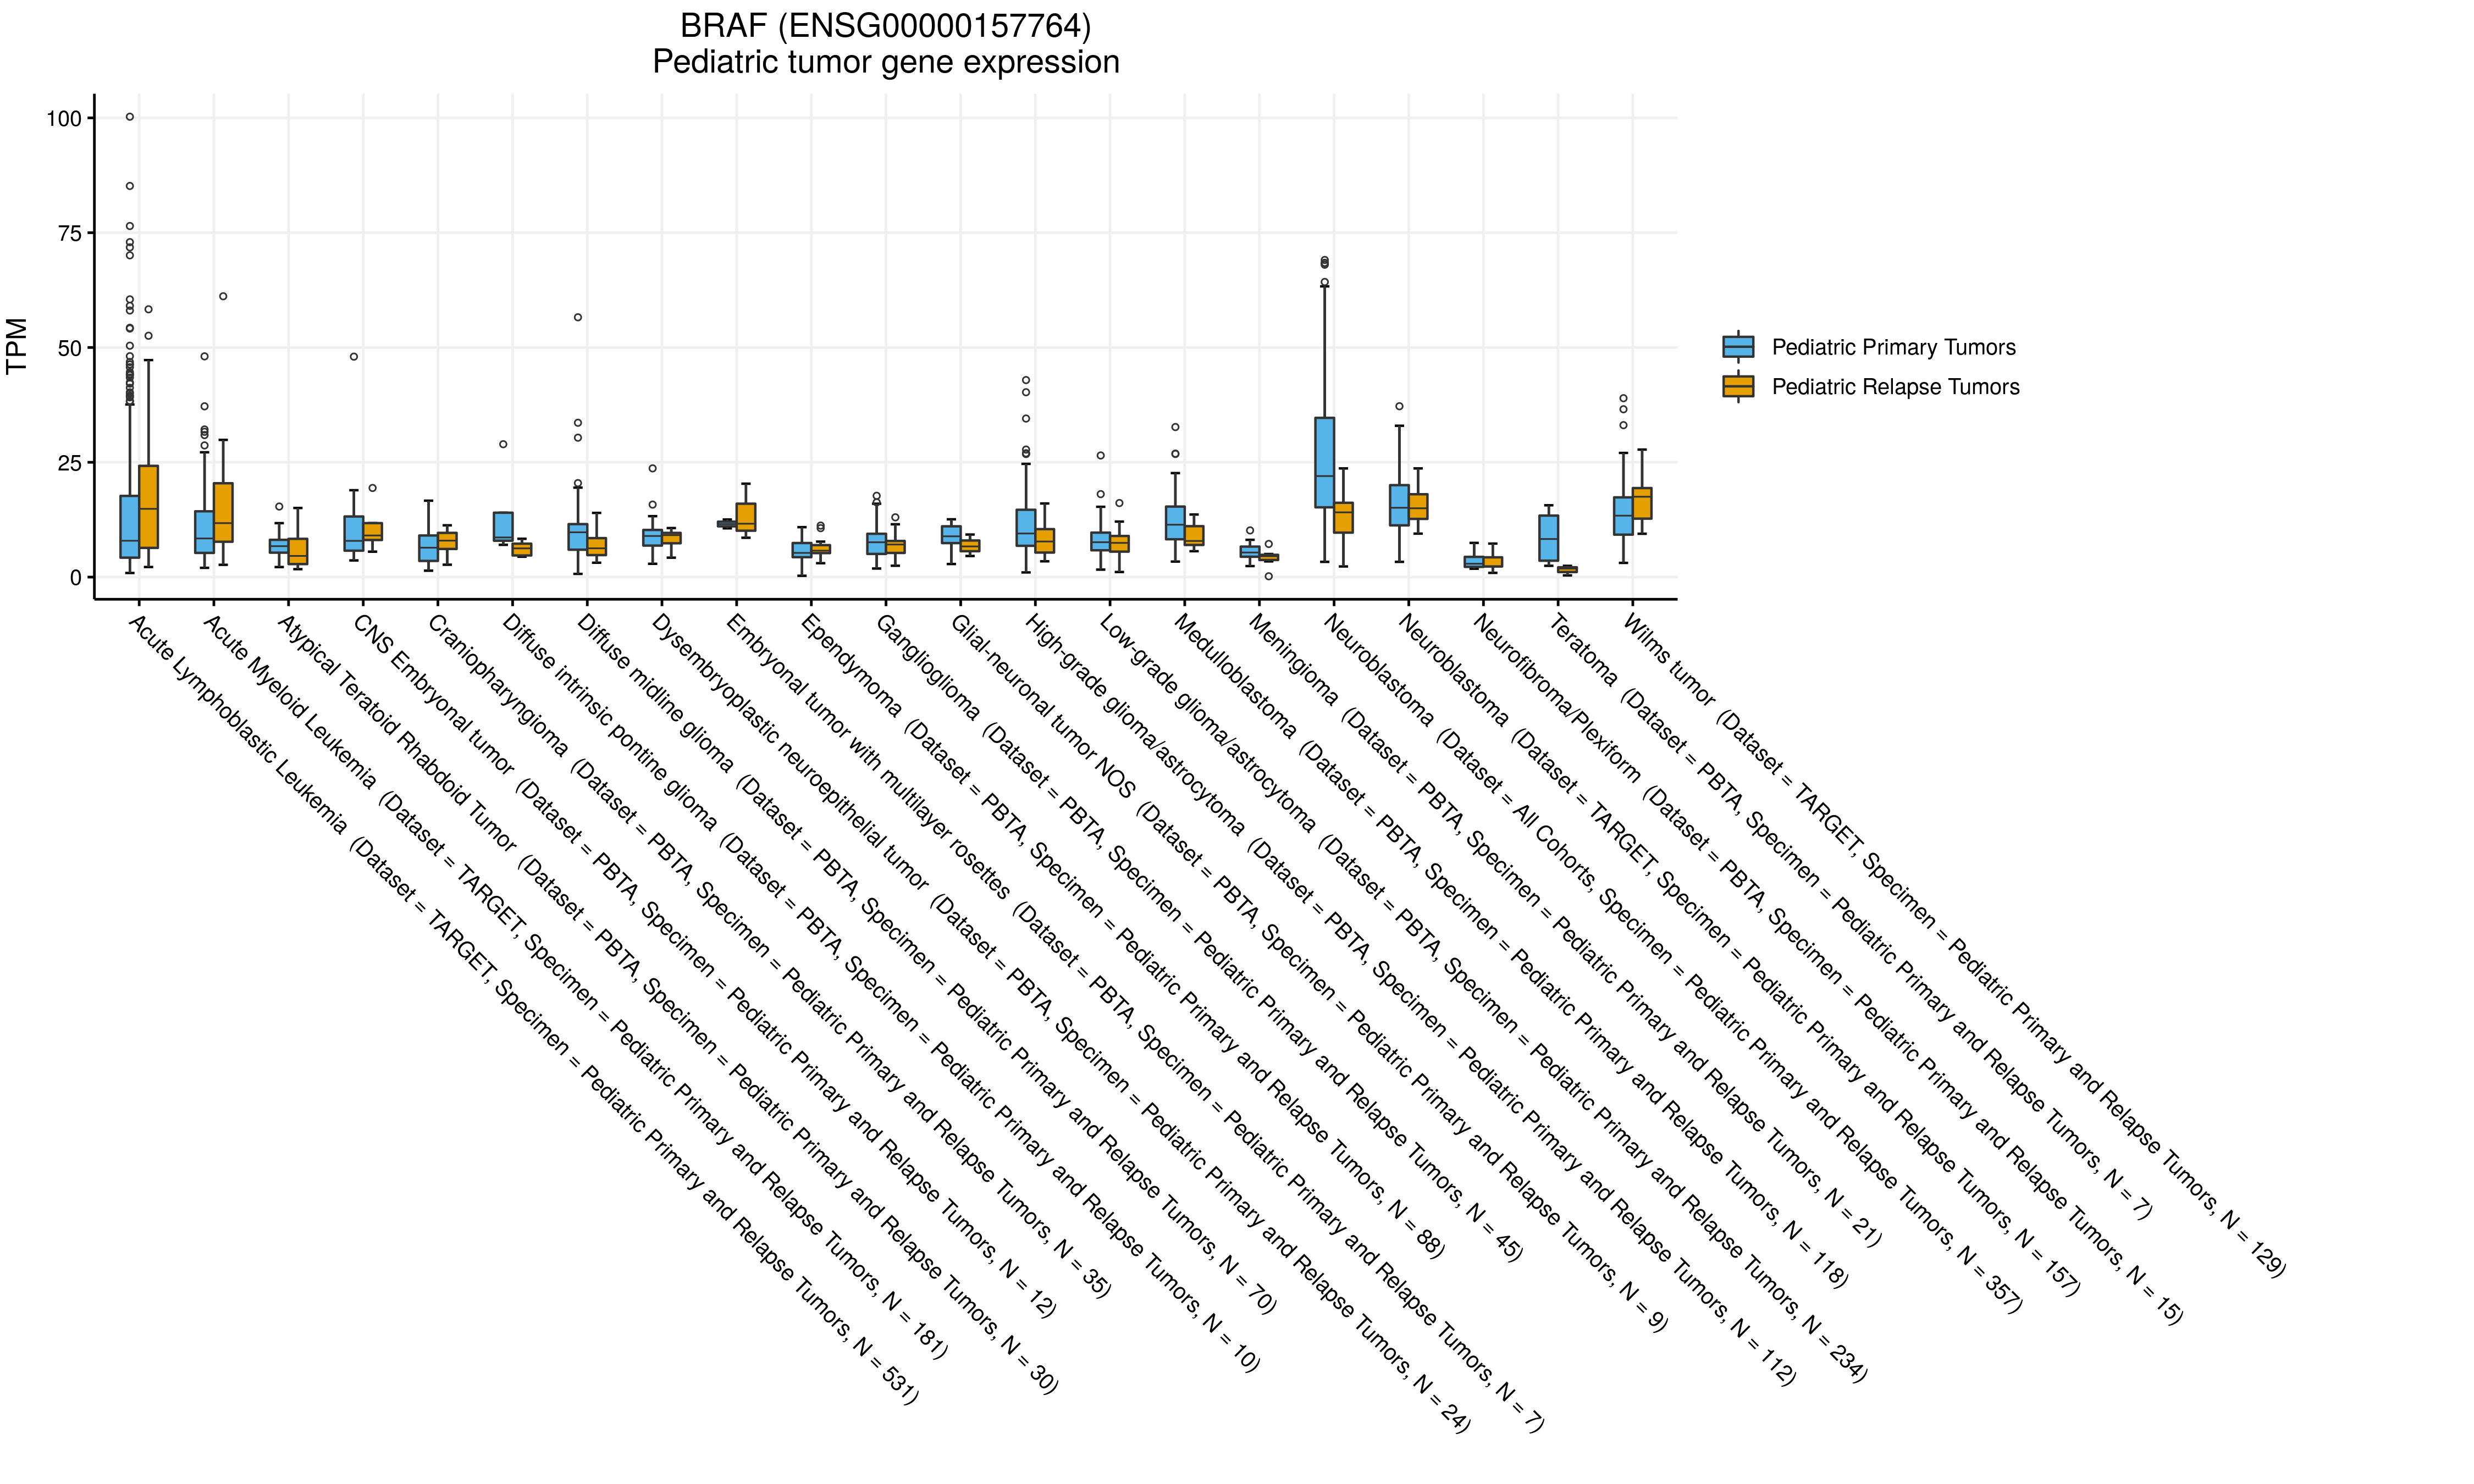 BRAF (ENSG00000157764)
Pediatric tumor gene expression
TPM
100
75
50
25
0
Pediatric Primary Tumors
Pediatric Relapse Tumors
Acute Lymphoblastic Leukemia (Dataset = TARGET, Specimen = Pediatric Primary and Relapse Tumors, N = 531)
Acute Myeloid Leukemia (Dataset = TARGET, Specimen = Pediatric Primary and Relapse Tumors, N = 181)
Atypical Teratoid Rhabdoid Tumor (Dataset = PBTA, Specimen = Pediatric Primary and Relapse Tumors, N = 30)
CNS Embryonal tumor (Dataset = PBTA, Specimen = Pediatric Primary and Relapse Tumors, N = 12)
Craniopharyngioma (Dataset = PBTA, Specimen = Pediatric Primary and Relapse Tumors, N = 35)
Diffuse intrinsic pontine glioma (Dataset = PBTA, Specimen = Pediatric Primary and Relapse Tumors, N = 10)
Diffuse midline glioma (Dataset = PBTA, Specimen = Pediatric Primary and Relapse Tumors, N = 70)
Dysembryoplastic neuroepithelial tumor (Dataset = PBTA, Specimen = Pediatric Primary and Relapse Tumors, N = 24)
Embryonal tumor with multilayer rosettes (Dataset = PBTA, Specimen = Pediatric Primary and Relapse Tumors, N = 7)
Ependymoma (Dataset = PBTA, Specimen = Pediatric Primary and Relapse Tumors, N = 88)
Ganglioglioma (Dataset = PBTA, Specimen = Pediatric Primary and Relapse Tumors, N = 45)
Glial-neuronal tumor NOS (Dataset = PBTA, Specimen = Pediatric Primary and Relapse Tumors, N = 9)
High-grade glioma/astrocytoma (Dataset = PBTA, Specimen = Pediatric Primary and Relapse Tumors, N = 112)
Low-grade glioma/astrocytoma (Dataset = PBTA, Specimen = Pediatric Primary and Relapse Tumors, N = 234)
Medulloblastoma (Dataset = PBTA, Specimen = Pediatric Primary and Relapse Tumors, N = 118)
Meningioma (Dataset = PBTA, Specimen = Pediatric Primary and Relapse Tumors, N = 21)
Neuroblastoma (Dataset = All Cohorts, Specimen = Pediatric Primary and Relapse Tumors, N = 357)
Neuroblastoma (Dataset = TARGET, Specimen = Pediatric Primary and Relapse Tumors, N = 157)
Neurofibroma/Plexiform (Dataset = PBTA, Specimen = Pediatric Primary and Relapse Tumors, N = 15)
Teratoma (Dataset = PBTA, Specimen = Pediatric Primary and Relapse Tumors, N = 7)
Wilms tumor (Dataset = TARGET, Specimen = Pediatric Primary and Relapse Tumors, N = 129)